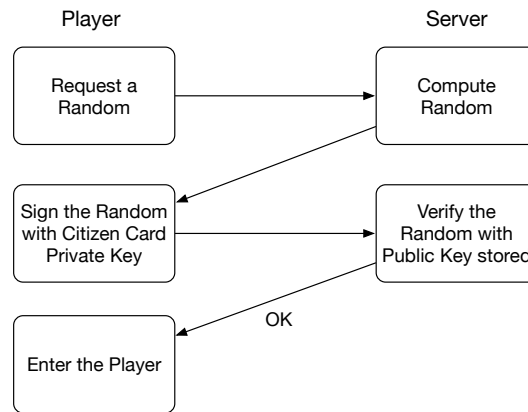 Player
Server
Request a
Random
Compute
Random
Sign the Random
with Citizen Card
Private Key
Verify the
Random with
Public Key stored
OK
Enter the Player